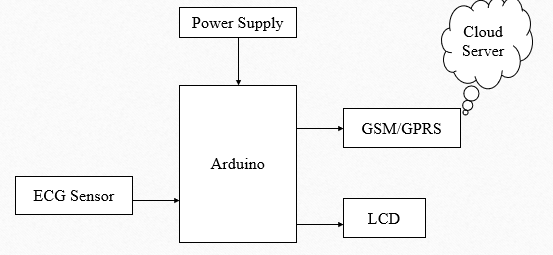 Power Supply
Cloud
Server
GSM/GPRS
Arduino
ECG Sensor
LCD